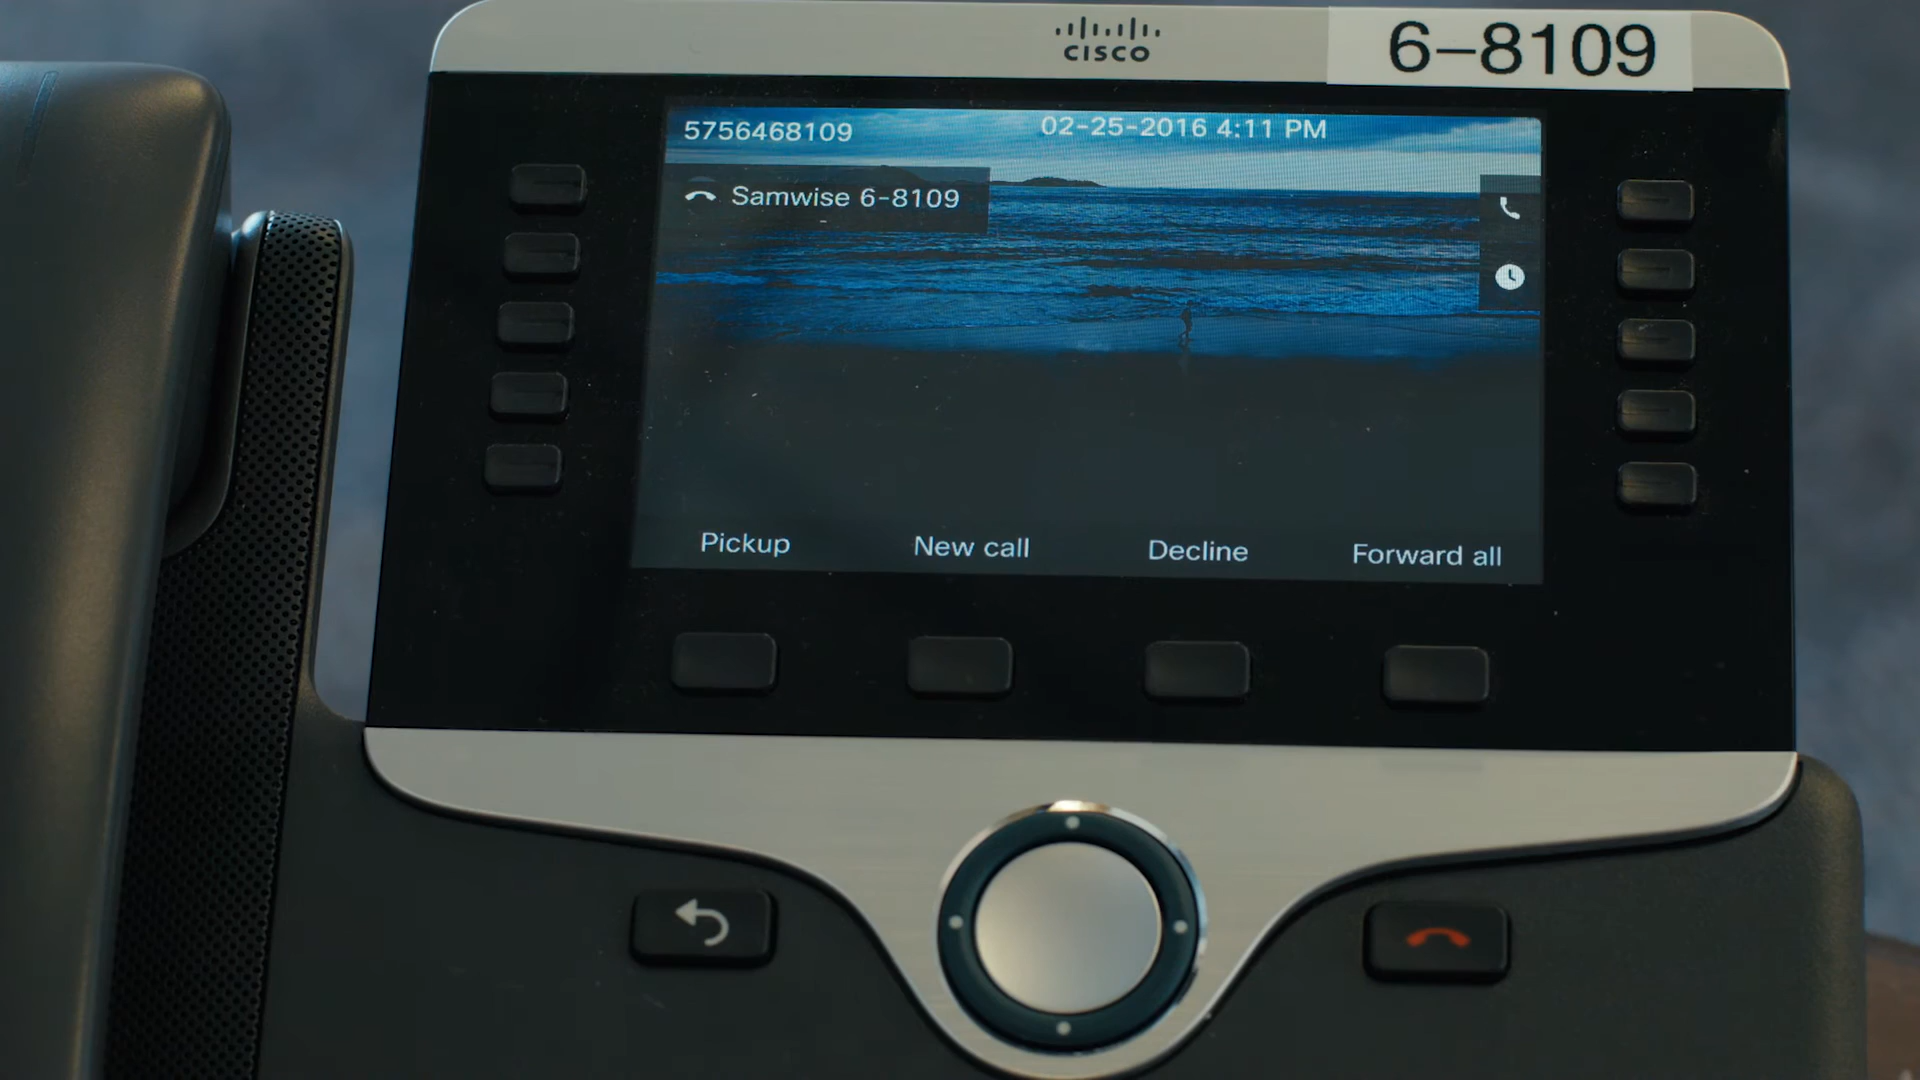 CISCO
6-8109
5756468109
02-25-2016 4:11 PM
Samwise 6-8109
Pickup
New call
Decline
Forward all